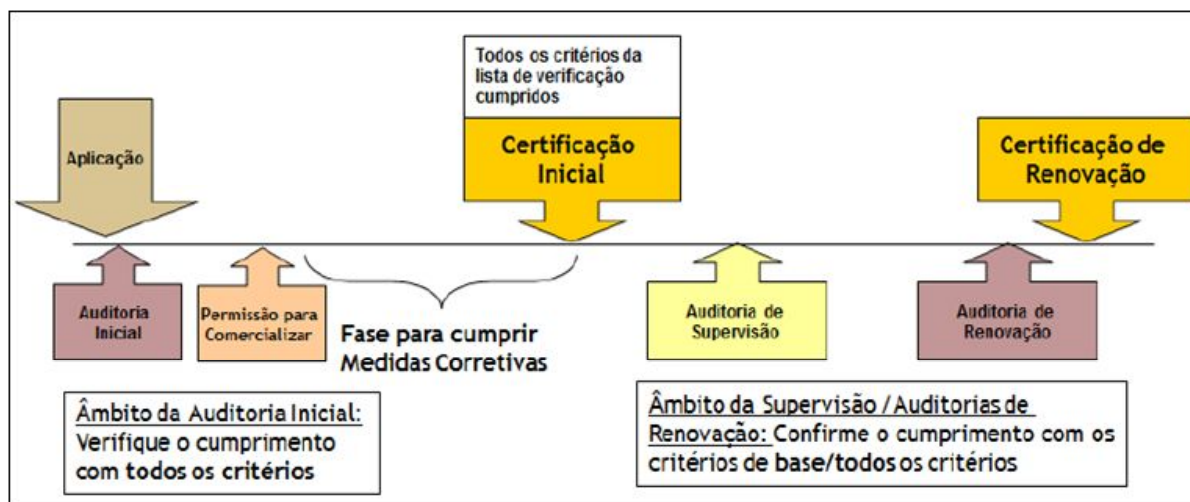 Todos os critérios da
lista de verificação
cumpridos
Aplicação
Certificação
Inicial
Certificação de
Renovação
Auditoria
Inicial
Permissão para
Comercializar
Fase para cumprir
Medidas Corretivas
Auditoria de
Supervisão
Auditoria de
Renovação
Âmbito da Auditoria Inicial:
Verifique o cumprimento
com todos os critérios
Âmbito da Supervisão / Auditorias de
Renovação: Confirme o cumprimento com os
critérios de base/todos os critérios